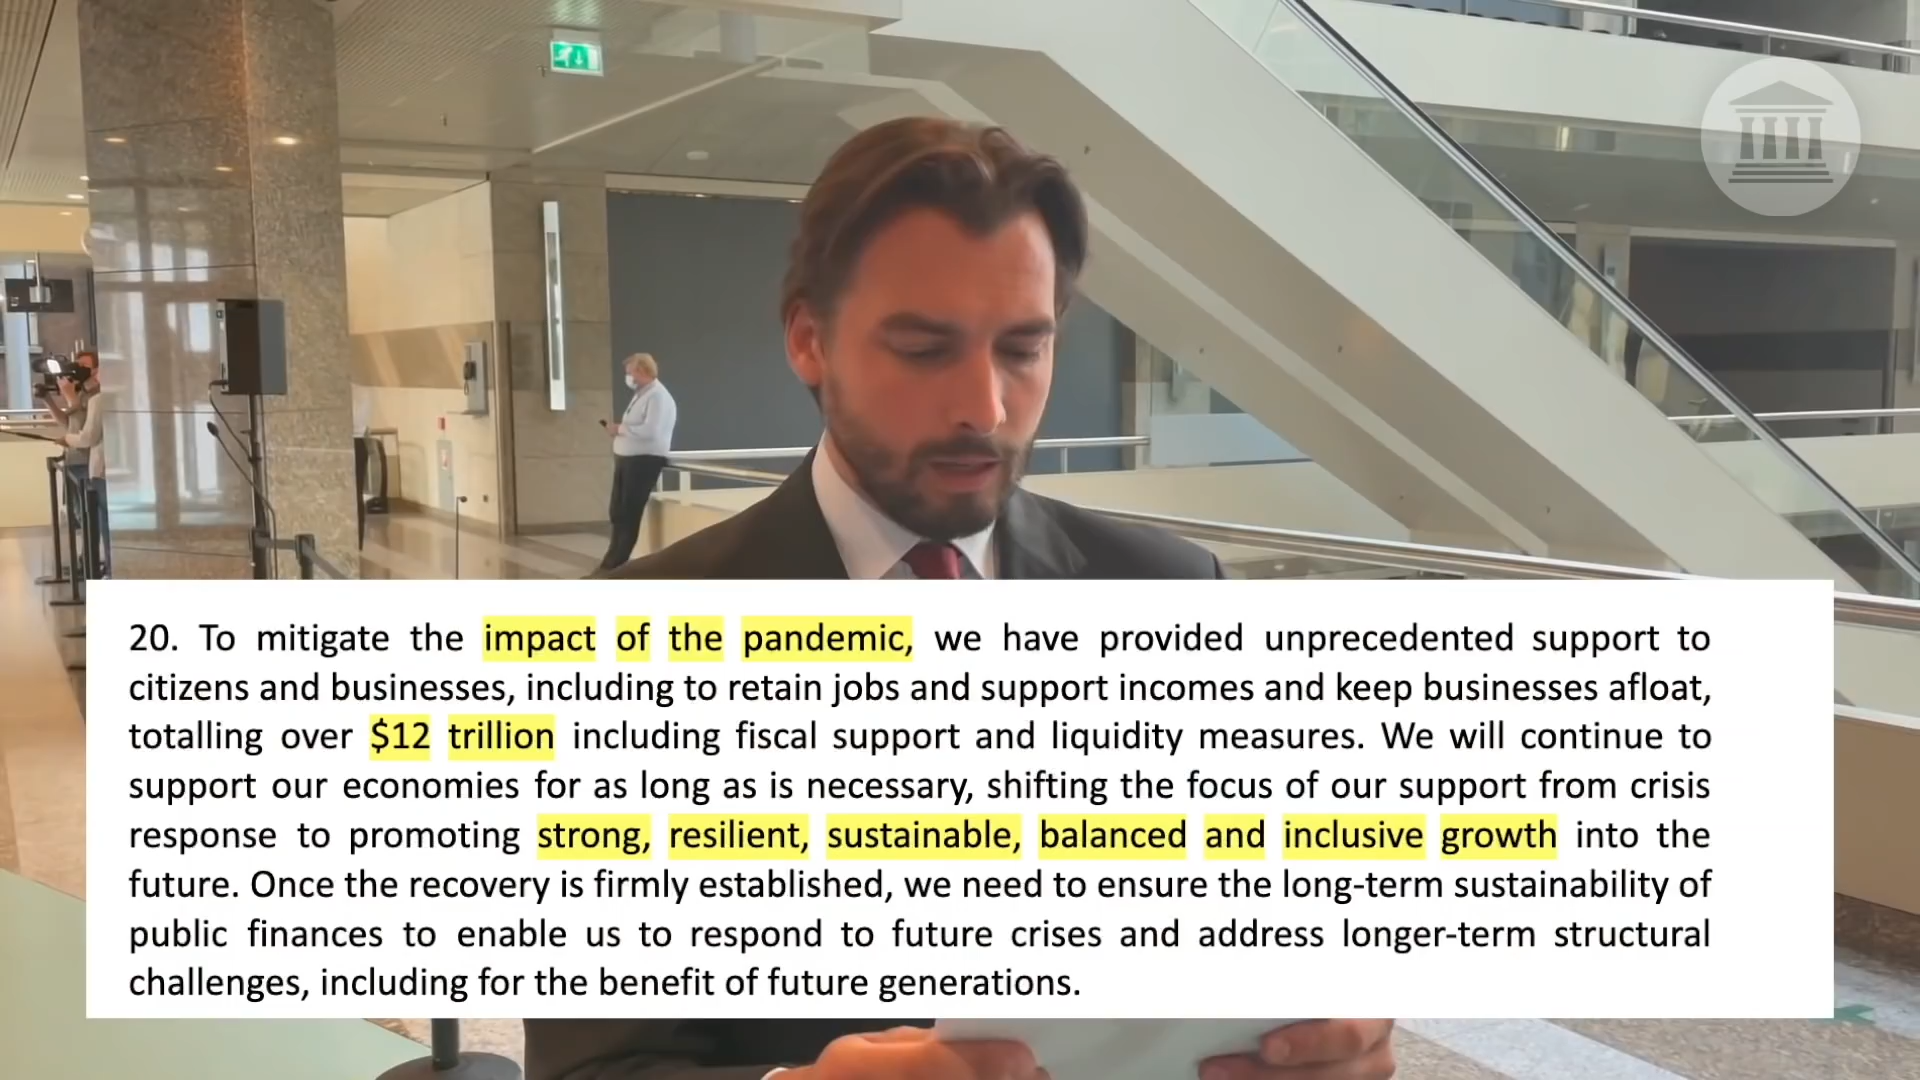 20. To mitigate the impact of the pandemic, we have provided unprecedented support to
citizens and businesses, including to retain jobs and support incomes and keep businesses afloat,
totalling over $12 trillion including fiscal support and liquidity measures. We will continue to
support our economies for as long as is necessary, shifting the focus of our support from crisis
response to promoting strong, resilient, sustainable, balanced and inclusive growth into the
future. Once the recovery is firmly established, we need to ensure the long-term sustainability of
public finances to enable us to respond to future crises and address longer-term structural
challenges, including for the benefit of future generations.